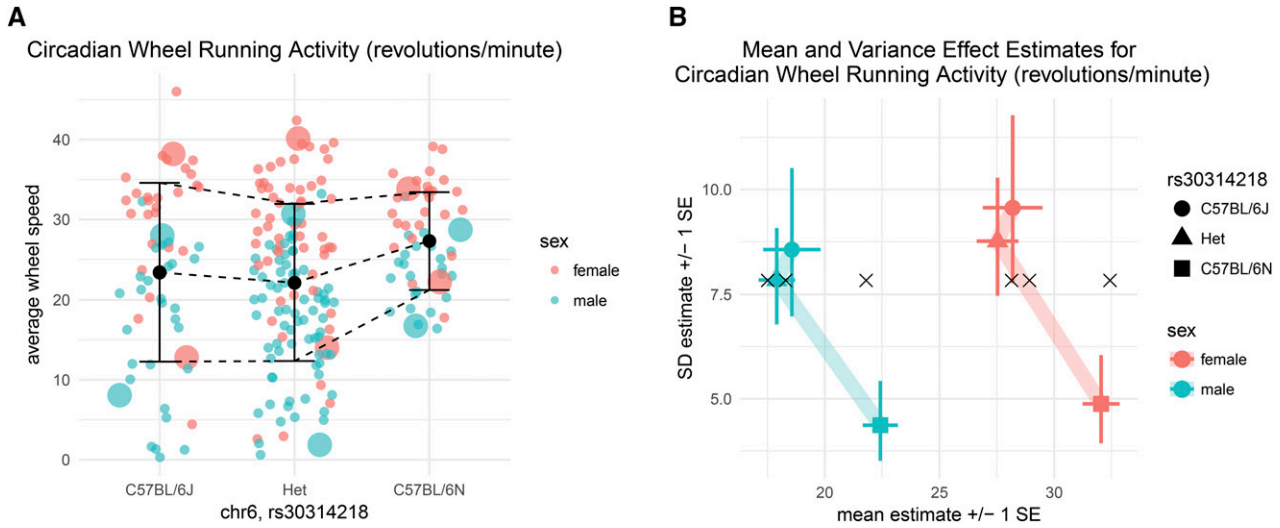 A
Circadian Wheel Running Activity (revolutions/minute)
average wheel speed
40
30
20
10
0
C57BL/6J
Het
C57BL/6N
chr6, rs30314218
sex
female
male
B
Mean and Variance Effect Estimates for
Circadian Wheel Running Activity (revolutions/minute)
SD estimate +/− 1 SE
10.0
7.5
5.0
20
25
30
mean estimate +/− 1 SE
rs30314218
C57BL/6J
Het
C57BL/6N
sex
female
male